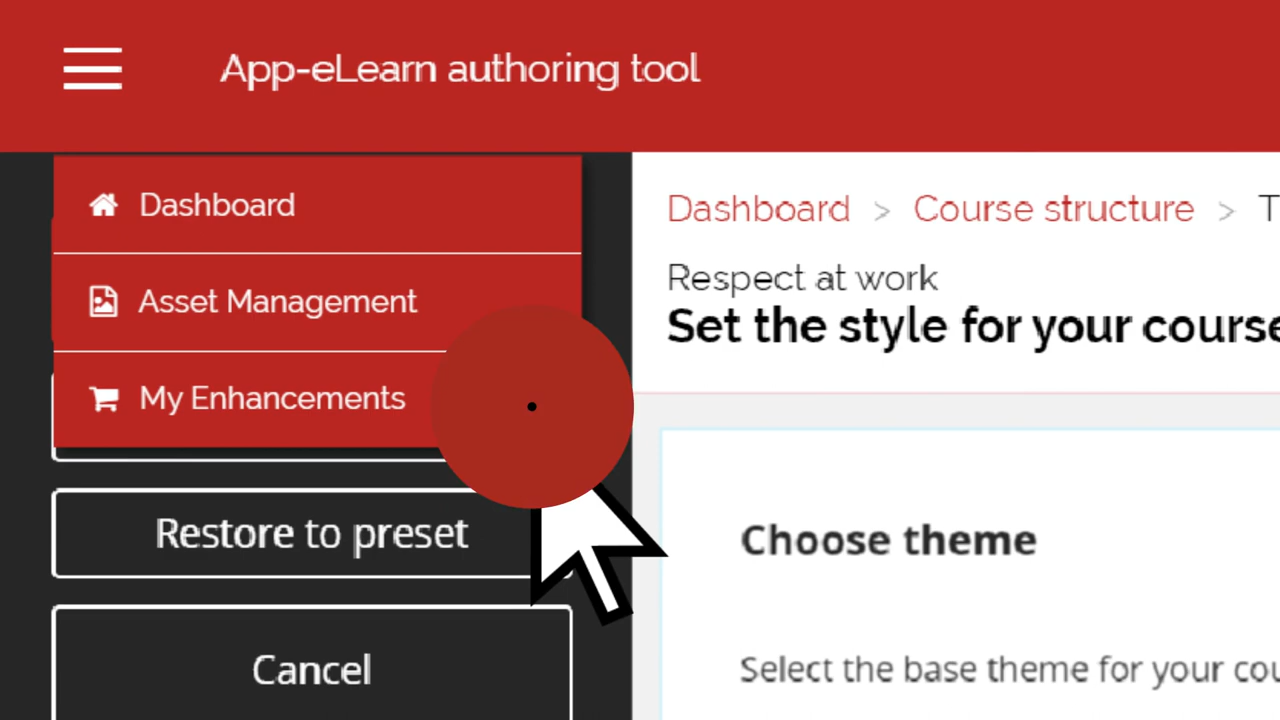 App-eLearn authoring tool
Dashboard
Asset Management
My Enhancements
Restore to preset
Cancel
Dashboard > Course structure >
Respect at work
Set the style for your course
Choose theme
Select the base theme for your